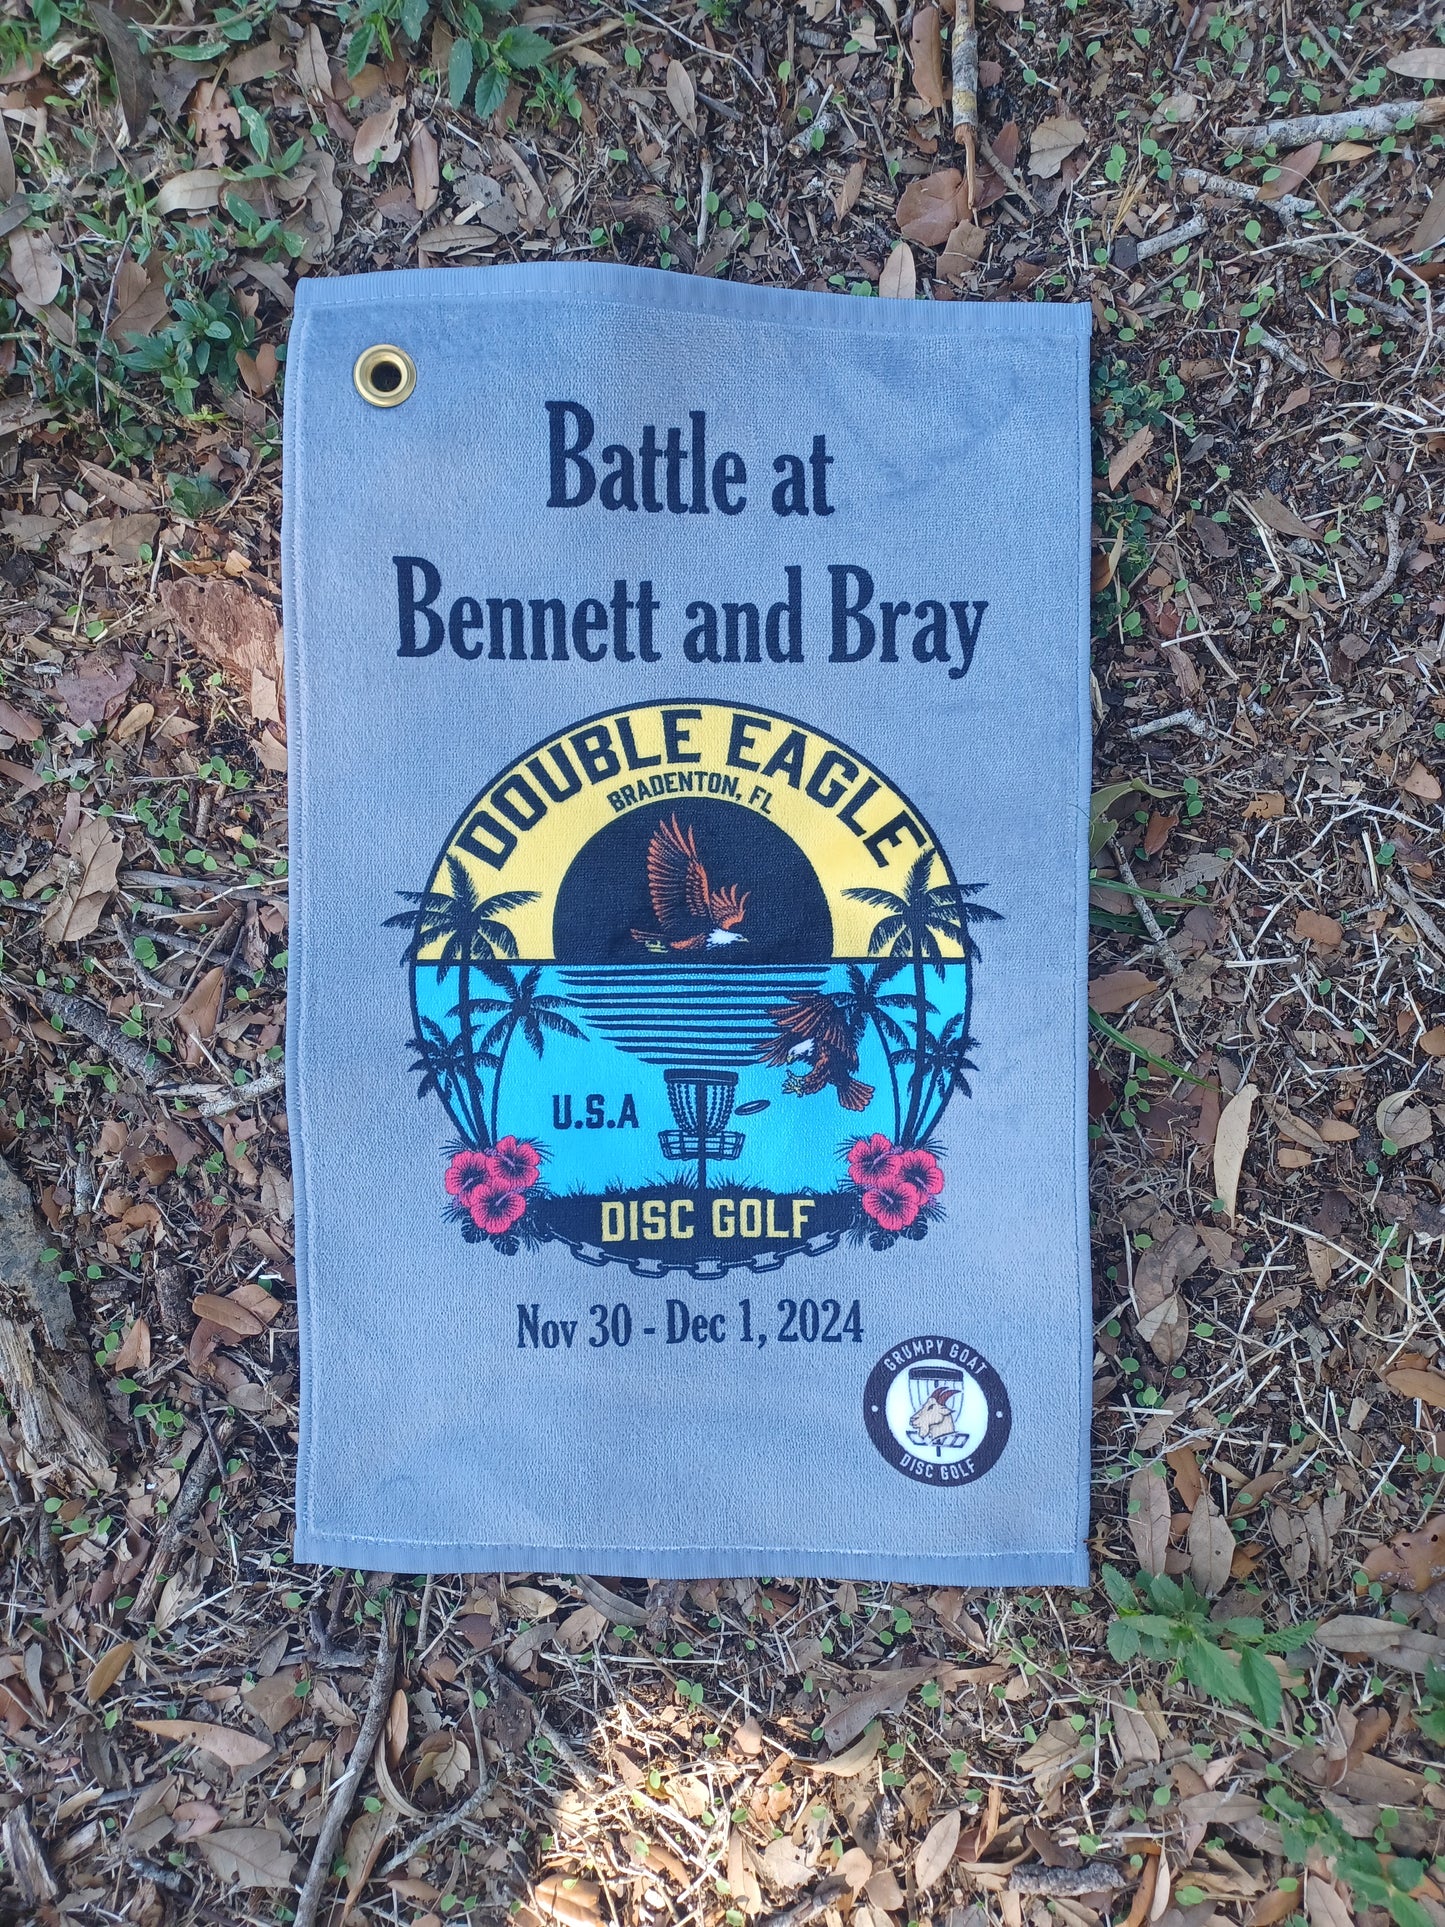 Battle at
Bennett and Bray
DOUBLE EAGLE
BRADENTON, FL
U.S.A
DISC GOLF
Nov 30 - Dec 1, 2024
GRUMPY GOAT
DISC GOLF